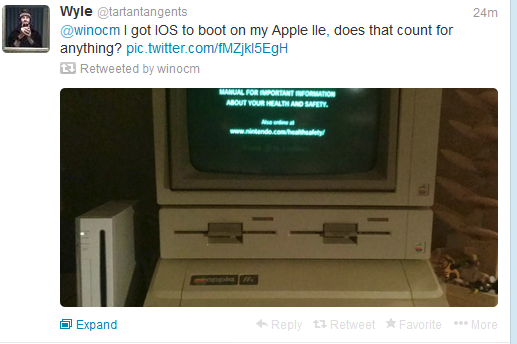 Wyle @tartantangents 24m
@winocm I got IOS to boot on my Apple IIe, does that count for
anything? pic.twitter.com/fMZjkl5EgH
Retweeted by winocm
MANUAL FOR IMPORTANT INFORMATION
ABOUT YOUR HEALTH AND SAFETY.
Also online at
www.nintendo.com/healthsafety/
Expand Reply Retweet Favorite More